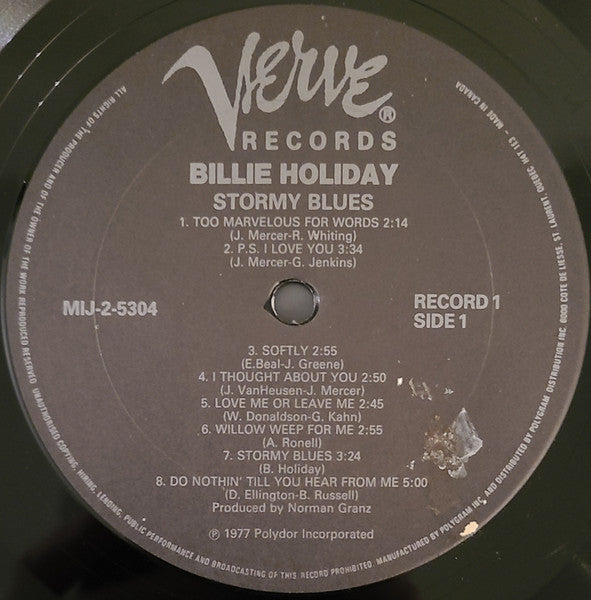 Verve®
RECORDS
BILLIE HOLIDAY
STORMY BLUES
1. TOO MARVELOUS FOR WORDS 2:14
(J. Mercer-R. Whiting)
2. P.S. I LOVE YOU 3:34
(J. Mercer-G. Jenkins)
MIJ-2-5304
RECORD 1
SIDE 1
3. SOFTLY 2:55
(E.Beal-J. Greene)
4. I THOUGHT ABOUT YOU 2:50
(J. VanHeusen-J. Mercer)
5. LOVE ME OR LEAVE ME 2:45
(W. Donaldson-G. Kahn)
6. WILLOW WEEP FOR ME 2:55
(A. Ronell)
7. STORMY BLUES 3:24
(B. Holiday)
8. DO NOTHIN' TILL YOU HEAR FROM ME 5:00
(D. Ellington-B. Russell)
Produced by Norman Granz
℗ 1977 Polydor Incorporated
ALL RIGHTS OF THE PRODUCER AND OF THE OWNER OF THE WORK REPRODUCED RESERVED. UNAUTHORISED COPYING, HIRING, LENDING, PUBLIC PERFORMANCE AND BROADCASTING OF THIS RECORD PROHIBITED. MANUFACTURED BY POLYGRAM INC. AND DISTRIBUTED BY POLYGRAM DISTRIBUTION INC. 6000 COTE DE LIESSE, ST. LAURENT, QUEBEC H4T 1E3 – MADE IN CANADA